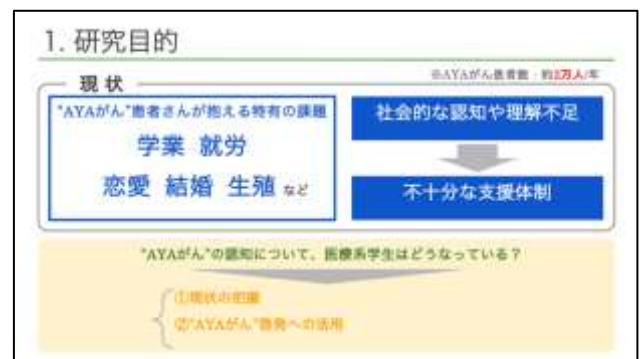 1. 研究目的
※AYAがん患者数：約2万人/年
現状
"AYAがん"患者さんが抱える特有の課題
学業 就労
恋愛 結婚 生殖 など
社会的な認知や理解不足
不十分な支援体制
"AYAがん"の認知について、医療系学生はどうなっている？
①現状の把握
②"AYAがん"啓発への活用